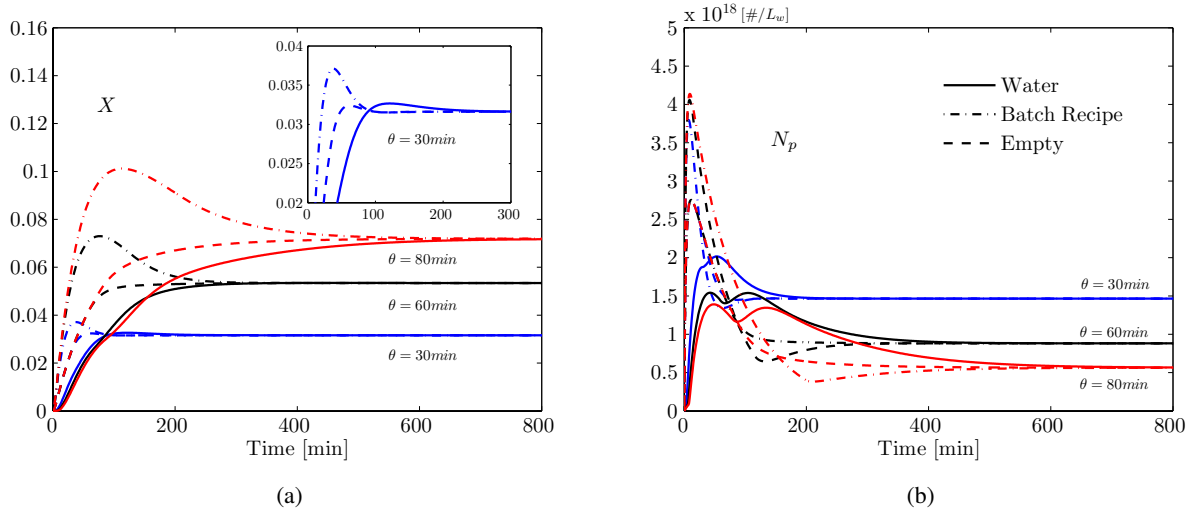 0.16
0.14
0.12
0.1
0.08
0.06
0.04
0.02
0
X
0.04
0.035
0.03
0.025
0.02
0
100
200
300
θ = 30min
θ = 80min
θ = 60min
θ = 30min
0
200
400
600
800
Time [min]
(a)
x 10^18 [#/L_w]
5
4.5
4
3.5
3
2.5
2
1.5
1
0.5
0
Water
Batch Recipe
Empty
N_p
θ = 30min
θ = 60min
θ = 80min
0
200
400
600
800
Time [min]
(b)